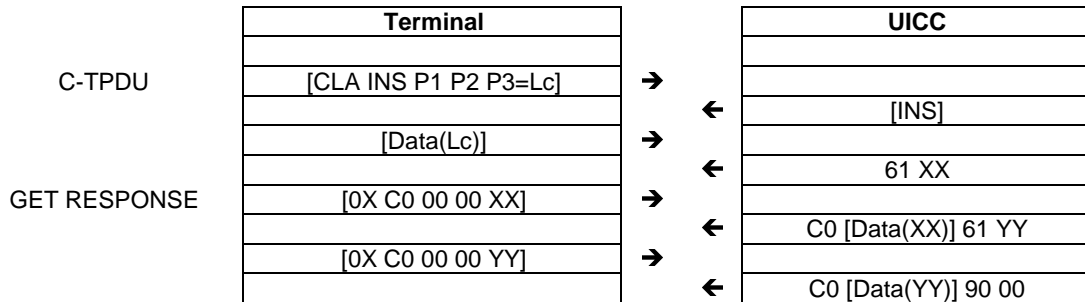 Terminal UICC
C-TPDU [CLA INS P1 P2 P3=Lc] ➔
🡨 [INS]
[Data(Lc)] ➔
🡨 61 XX
GET RESPONSE [0X C0 00 00 XX] ➔
🡨 C0 [Data(XX)] 61 YY
[0X C0 00 00 YY] ➔
🡨 C0 [Data(YY)] 90 00